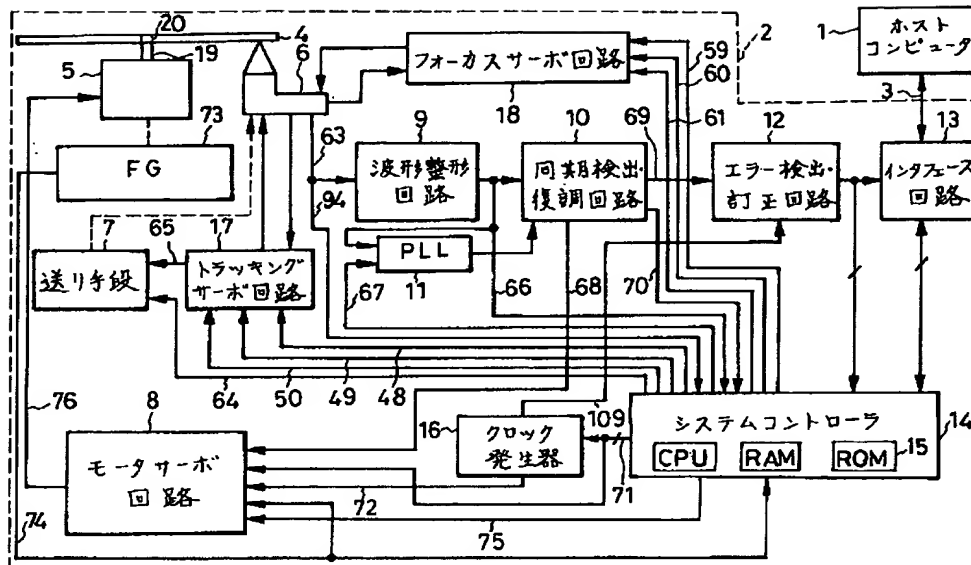 20
4
19
6
5
フォーカスサーボ回路
18
59
60
61
2
1
ホスト
コンピュータ
3
73
FG
63
94
9
波形整形
回路
10
同期検出・
復調回路
69
12
エラー検出・
訂正回路
13
インタフェース
回路
7
送り手段
65
17
トラッキング
サーボ回路
PLL
11
67
66
68
70
64
50
49
48
76
8
モータサーボ
回路
16
クロック
発生器
109
71
72
システムコントローラ
14
CPU
RAM
ROM
15
74
75